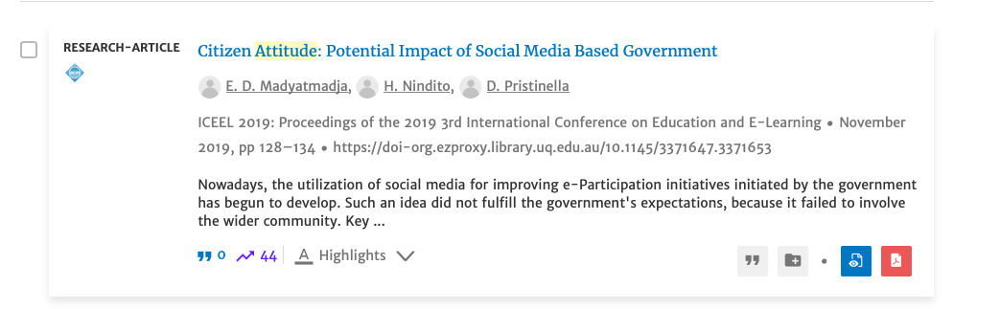 RESEARCH-ARTICLE
Citizen Attitude: Potential Impact of Social Media Based Government
E. D. Madyatmadja, H. Nindito, D. Pristinella
ICEEL 2019: Proceedings of the 2019 3rd International Conference on Education and E-Learning • November
2019, pp 128–134 • https://doi-org.ezproxy.library.uq.edu.au/10.1145/3371647.3371653
Nowadays, the utilization of social media for improving e-Participation initiatives initiated by the government
has begun to develop. Such an idea did not fulfill the government's expectations, because it failed to involve
the wider community. Key ...
0 44 A Highlights